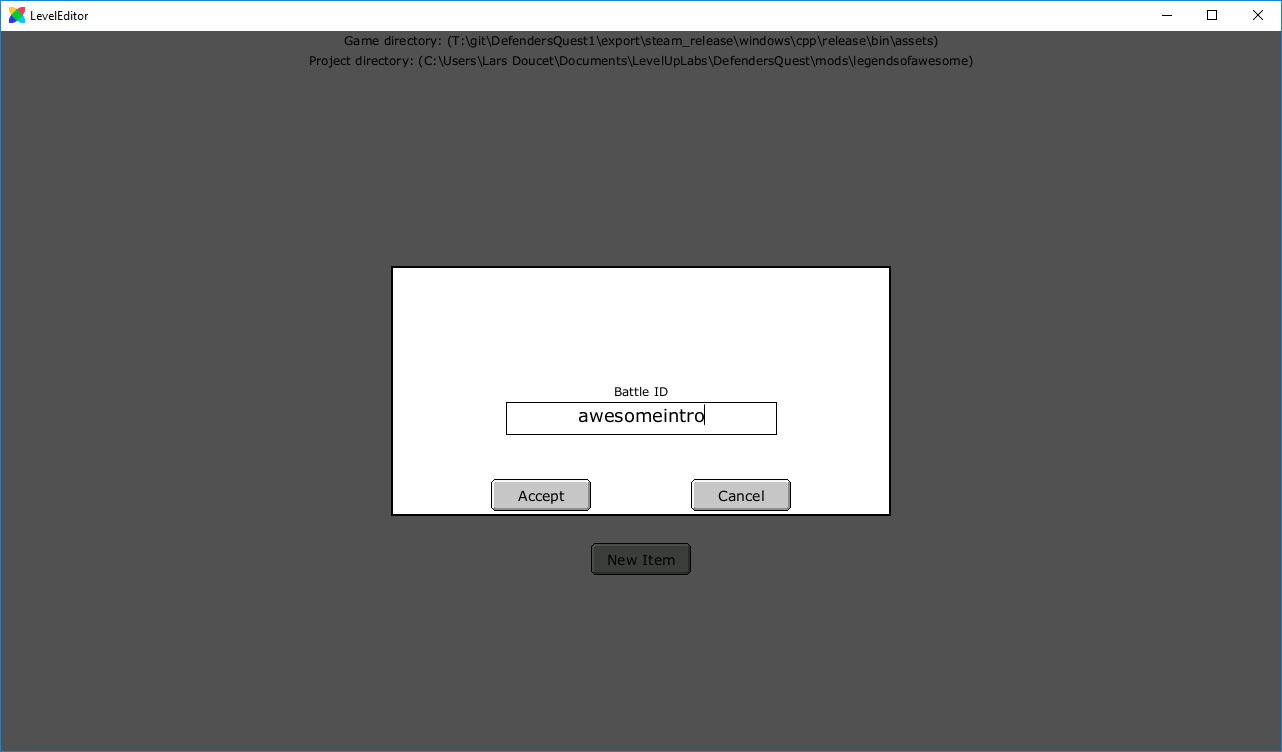 LevelEditor
Game directory: (T:\git\DefendersQuest1\export\steam_release\windows\cpp\release\bin\assets)
Project directory: (C:\Users\Lars Doucet\Documents\LevelUpLabs\DefendersQuest\mods\legendsofawesome)
Battle ID
awesomeintro
Accept Cancel
New Item